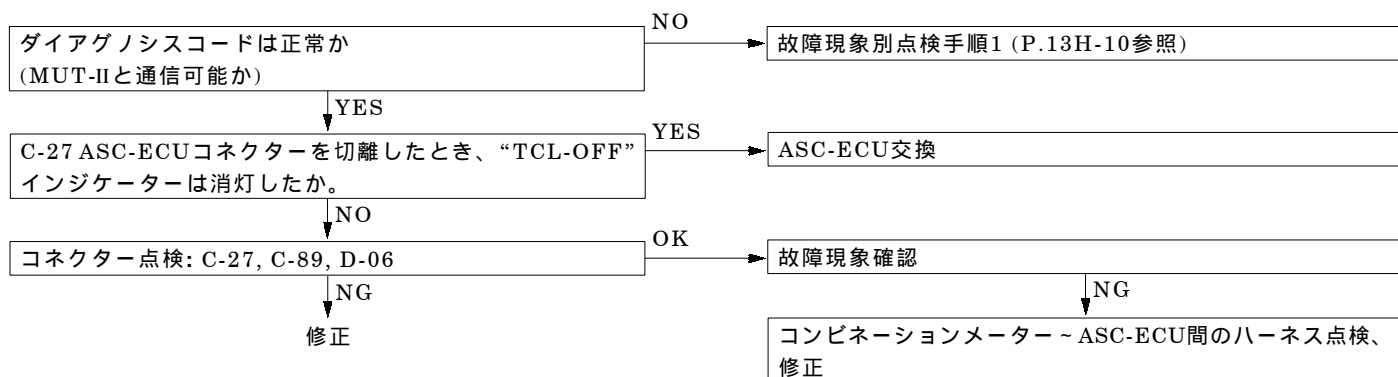 NO
ダイアグノシスコードは正常か
(MUT-IIと通信可能か)
故障現象別点検手順1 (P.13H-10参照)
YES
C-27 ASC-ECUコネクターを切離したとき、“TCL-OFF”
インジケーターは消灯したか。
YES
ASC-ECU交換
NO
コネクター点検: C-27, C-89, D-06
OK
故障現象確認
NG
修正
NG
コンビネーションメーター ~ ASC-ECU間のハーネス点検、
修正